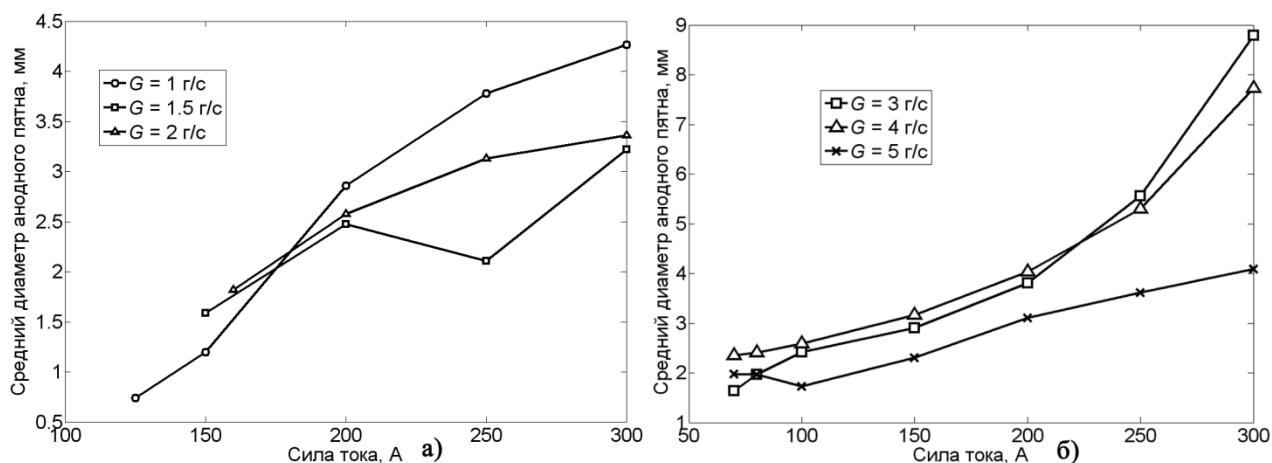 Средний диаметр анодного пятна, мм
4.5
4
3.5
3
2.5
2
1.5
1
0.5
G = 1 г/с
G = 1.5 г/с
G = 2 г/с
100
150
200
250
300
Сила тока, А
а)
Средний диаметр анодного пятна, мм
9
8
7
6
5
4
3
2
1
G = 3 г/с
G = 4 г/с
G = 5 г/с
50
100
150
200
250
300
Сила тока, А
б)